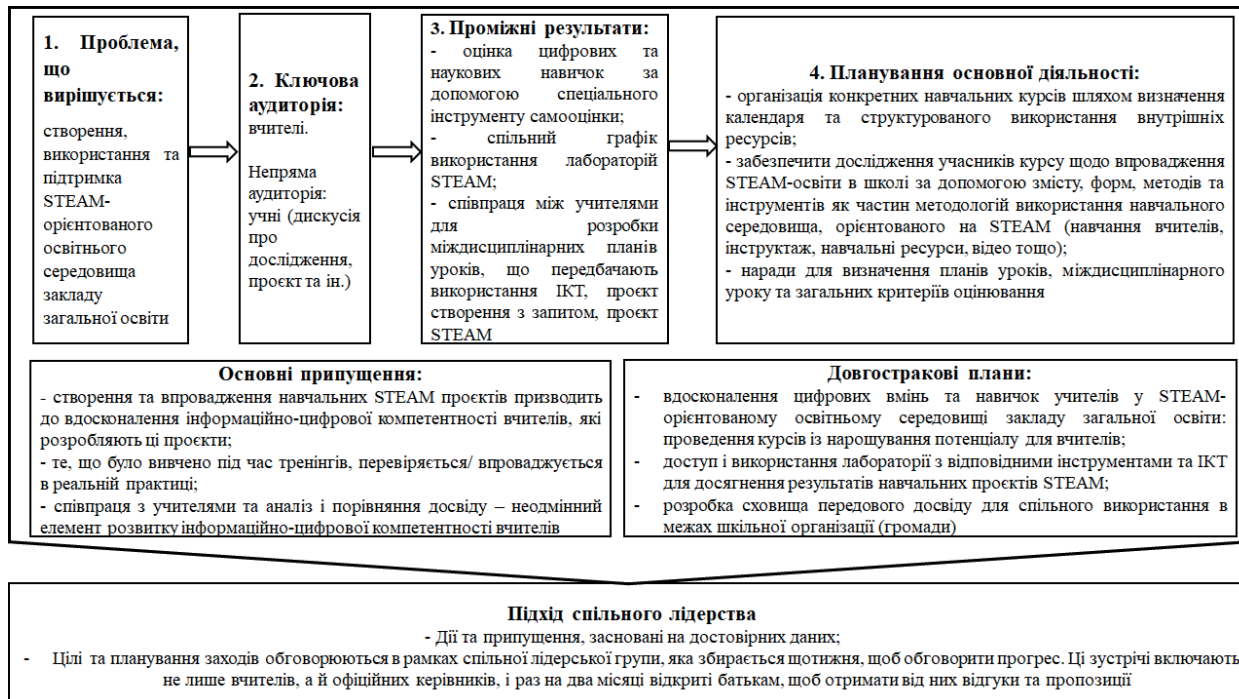 1. Проблема,
що
вирішується:
створення,
використання та
підтримка
STEAM-
орієнтованого
освітнього
середовища
закладу
загальної освіти
2. Ключова
аудиторія:
вчителі.
Непряма
аудиторія:
учні (дискусія
про
дослідження,
проєкт та ін.)
3. Проміжні результати:
- оцінка цифрових та
наукових навичок за
допомогою спеціального
інструменту самооцінки;
- спільний графік
використання лабораторій
STEAM;
- співпраця між учителями
для розробки
міждисциплінарних планів
уроків, що передбачають
використання ІКТ, проєкт
створення з запитом, проєкт
STEAM
4. Планування основної діяльності:
- організація конкретних навчальних курсів шляхом визначення
календаря та структурованого використання внутрішніх
ресурсів;
- забезпечити дослідження учасників курсу щодо впровадження
STEAM-освіти в школі за допомогою змісту, форм, методів та
інструментів як частин методологій використання навчального
середовища, орієнтованого на STEAM (навчання вчителів,
інструктаж, навчальні ресурси, відео тощо);
- наради для визначення планів уроків, міждисциплінарного
уроку та загальних критеріїв оцінювання
Основні припущення:
- створення та впровадження навчальних STEAM проєктів призводить
до вдосконалення інформаційно-цифрової компетентності вчителів, які
розробляють ці проєкти;
- те, що було вивчено під час тренінгів, перевіряється/ впроваджується
в реальній практиці;
- співпраця з учителями та аналіз і порівняння досвіду – неодмінний
елемент розвитку інформаційно-цифрової компетентності вчителів
Довгостракові плани:
- вдосконалення цифрових вмінь та навичок учителів у STEAM-
орієнтованому освітньому середовищі закладу загальної освіти:
проведення курсів із нарощування потенціалу для вчителів;
- доступ і використання лабораторії з відповідними інструментами та ІКТ
для досягнення результатів навчальних проєктів STEAM;
- розробка сховища передового досвіду для спільного використання в
межах шкільної організації (громади)
Підхід спільного лідерства
- Дії та припущення, засновані на достовірних даних;
- Цілі та планування заходів обговорюються в рамках спільної лідерської групи, яка збирається щотижня, щоб обговорити прогрес. Ці зустрічі включають
не лише вчителів, а й офіційних керівників, і раз на два місяці відкриті батькам, щоб отримати від них відгуки та пропозиції